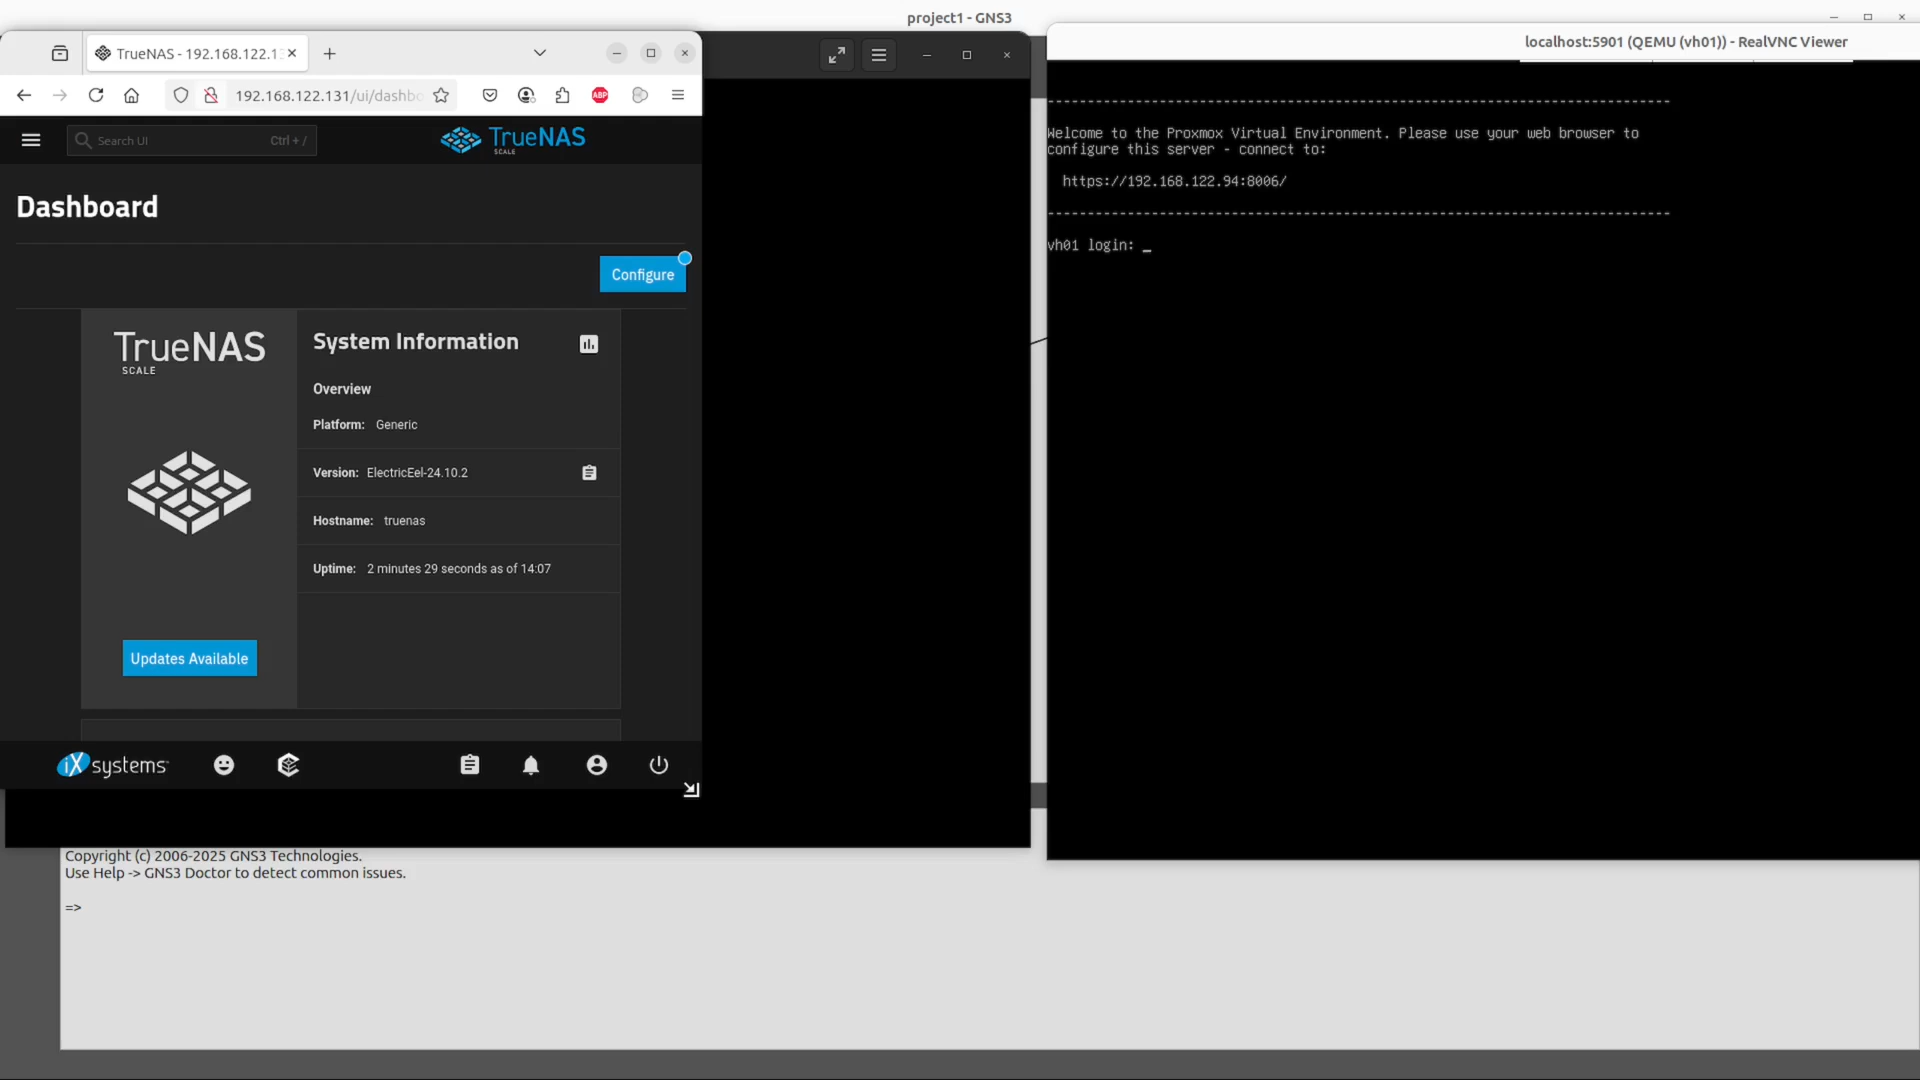 project1 - GNS3
TrueNAS - 192.168.122.13
192.168.122.131/ui/dashbo
ABP
localhost:5901 (QEMU (vh01)) - RealVNC Viewer
Search UI
Ctrl + /
TrueNAS
SCALE
Dashboard
Configure
TrueNAS
SCALE
System Information
Overview
Platform: Generic
Version: ElectricEel-24.10.2
Hostname: truenas
Uptime: 2 minutes 29 seconds as of 14:07
Updates Available
iXsystems
------------------------------------------------------------------------------
Welcome to the Proxmox Virtual Environment. Please use your web browser to
configure this server - connect to:
https://192.168.122.94:8006/
------------------------------------------------------------------------------
vh01 login: _
Copyright (c) 2006-2025 GNS3 Technologies.
Use Help -> GNS3 Doctor to detect common issues.
=>